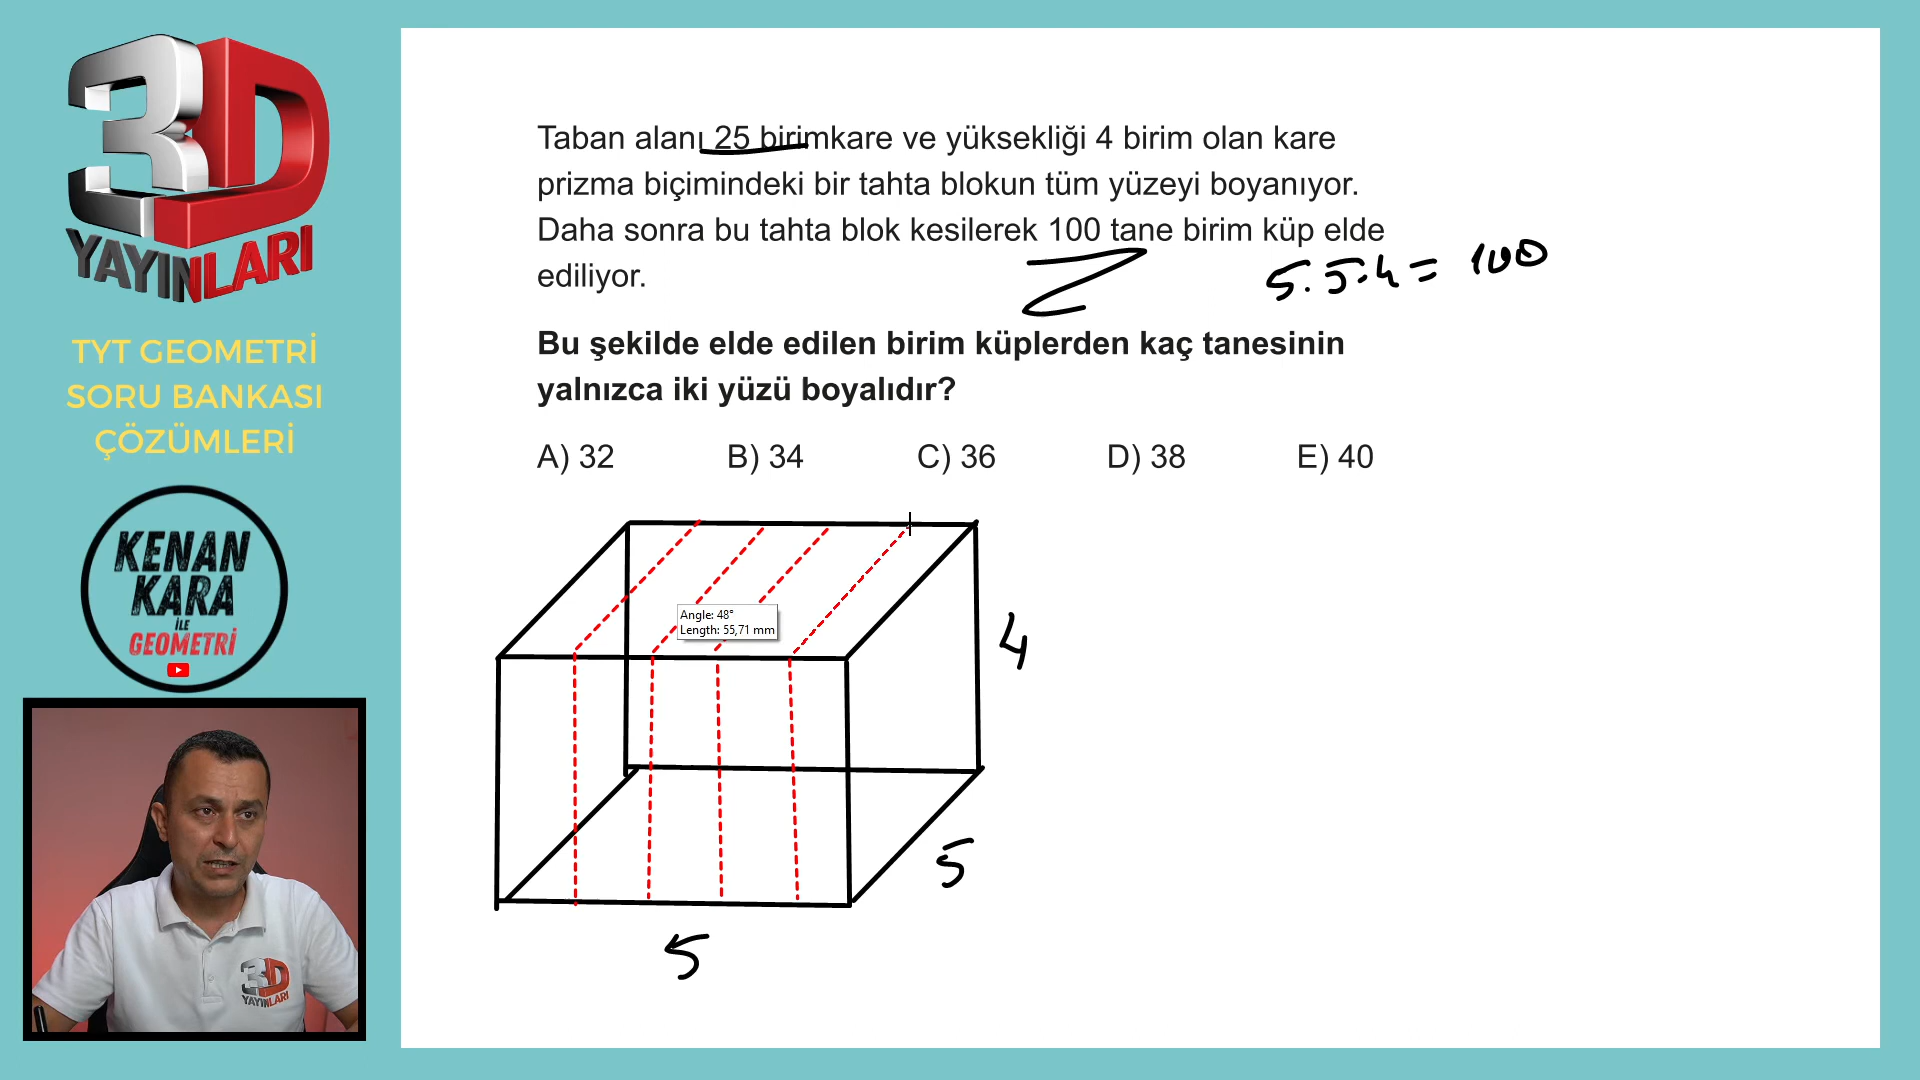 3D
YAYINLARI
TYT GEOMETRİ
SORU BANKASI
ÇÖZÜMLERİ
KENAN
KARA
İLE
GEOMETRİ
3D
YAYINLARI
Taban alanı 25 birimkare ve yüksekliği 4 birim olan kare
prizma biçimindeki bir tahta blokun tüm yüzeyi boyanıyor.
Daha sonra bu tahta blok kesilerek 100 tane birim küp elde
ediliyor.
5.5.4 = 100
Bu şekilde elde edilen birim küplerden kaç tanesinin
yalnızca iki yüzü boyalıdır?
A) 32 B) 34 C) 36 D) 38 E) 40
Angle: 48°
Length: 55,71 mm
4
5
5